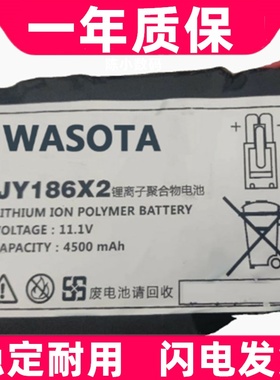 一年质保
WASOTA
JY186X2锂离子聚合物电池
LITHIUM ION POLYMER BATTERY
VOLTAGE: 11.1V
CAPACITY: 4500 mAh
废电池请回收
稳定耐用 闪电发货